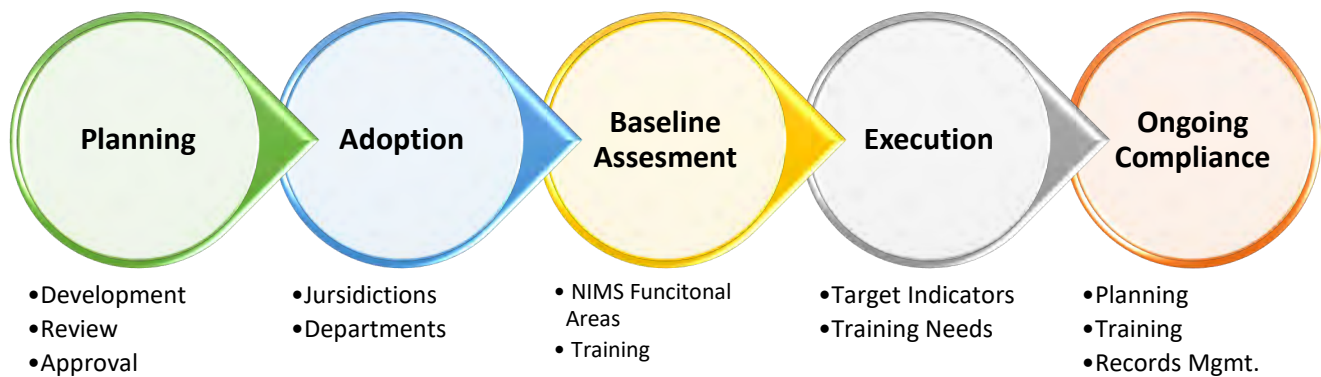 Planning
•Development
•Review
•Approval
Adoption
•Jursidictions
•Departments
Baseline
Assesment
• NIMS Funcitonal
Areas
• Training
Execution
•Target Indicators
•Training Needs
Ongoing
Compliance
•Planning
•Training
•Records Mgmt.